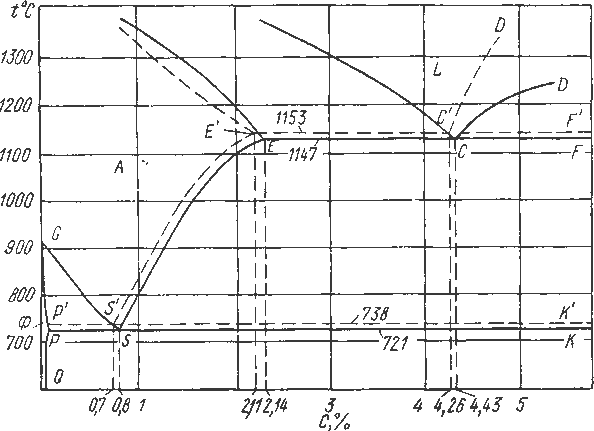 t°C
1300 L D
D
1200 C' F'
E' 1153
E 1147 C F
1100 A
1000
900 G
800
P' S' 738 K'
φ
700 P S 721 K
Q
0,7 0,8 1 2,11 2,14 3 4 4,26 4,43 5
C,%